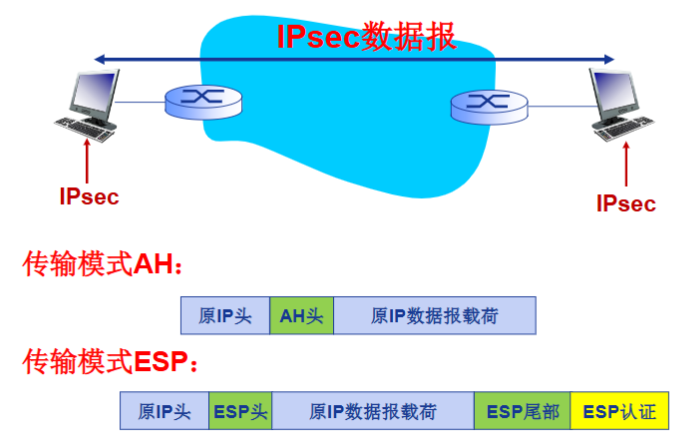 IPsec数据报
IPsec
IPsec
传输模式AH：
原IP头 AH头 原IP数据报载荷
传输模式ESP：
原IP头 ESP头 原IP数据报载荷 ESP尾部 ESP认证